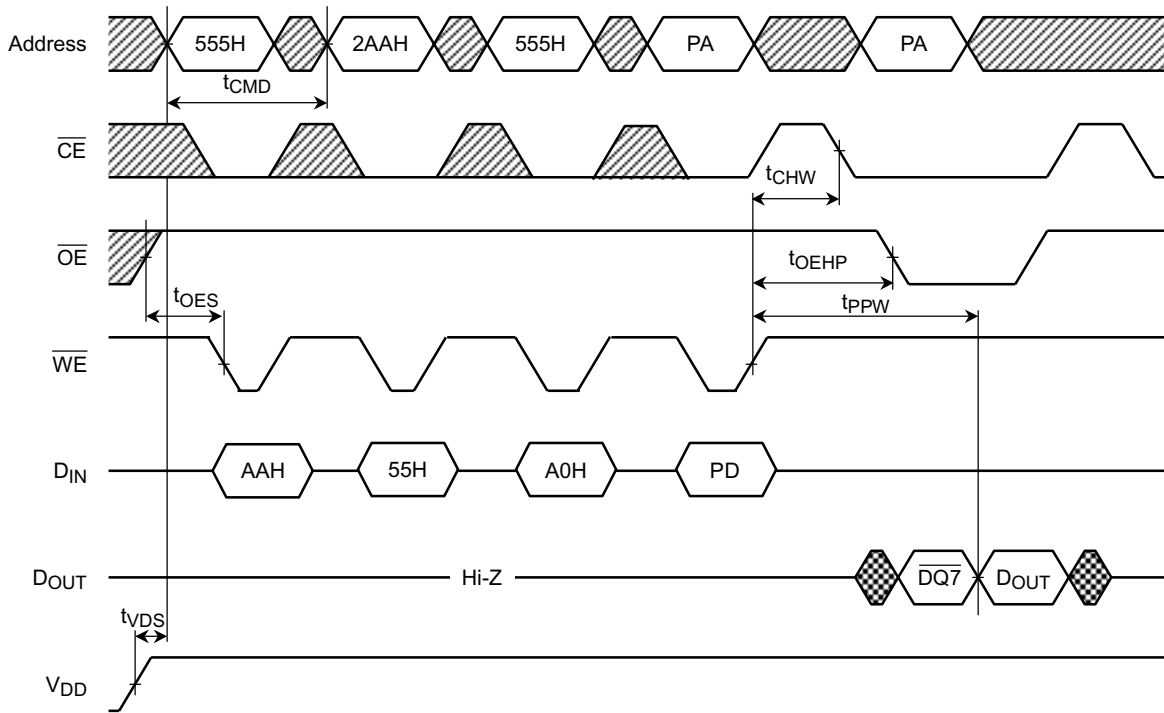 Address 555H 2AAH 555H PA PA
tCMD
CE
tCHW
OE
tOEHP
tOES
tPPW
WE
DIN AAH 55H A0H PD
DOUT Hi-Z DQ7 DOUT
tVDS
VDD